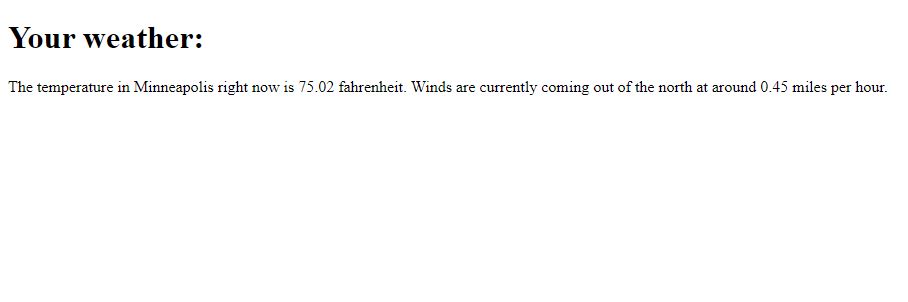 Your weather:
The temperature in Minneapolis right now is 75.02 fahrenheit. Winds are currently coming out of the north at around 0.45 miles per hour.